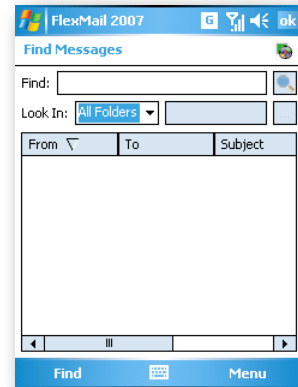 FlexMail 2007 G ok
Find Messages
Find:
Look In: All Folders
From To Subject
Find Menu